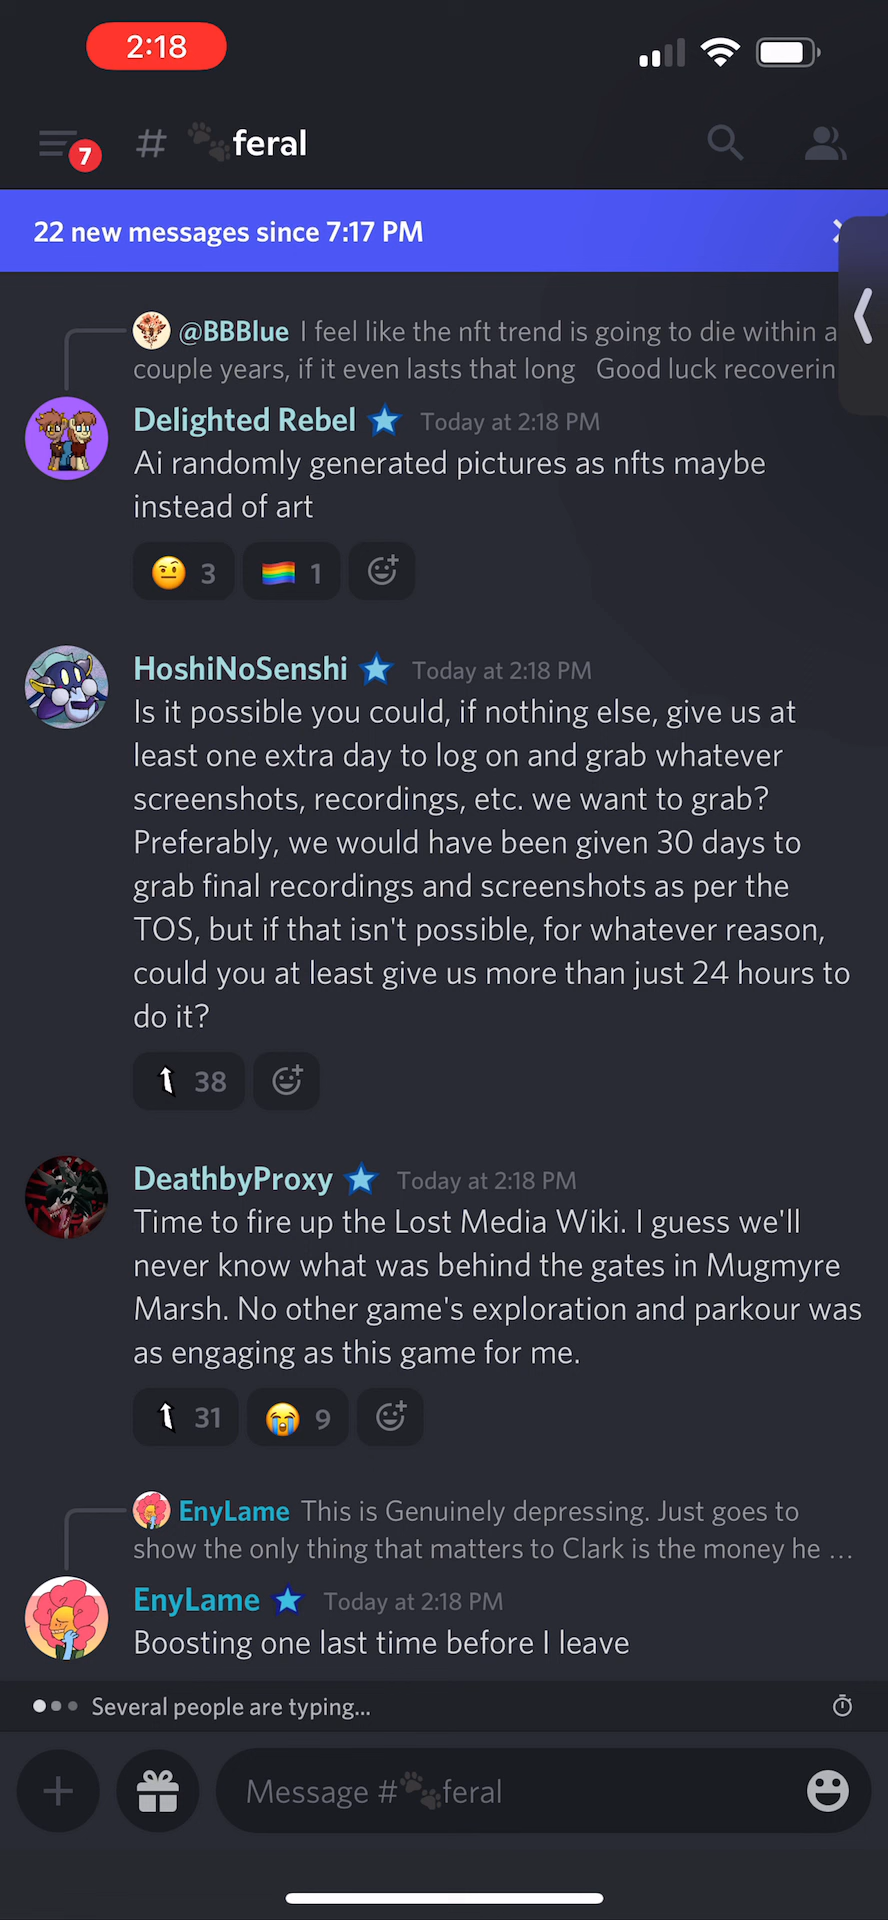 2:18
7
# feral
22 new messages since 7:17 PM
@BBBlue I feel like the nft trend is going to die within a
couple years, if it even lasts that long Good luck recoverin
Delighted Rebel Today at 2:18 PM
Ai randomly generated pictures as nfts maybe
instead of art
3 1
HoshiNoSenshi Today at 2:18 PM
Is it possible you could, if nothing else, give us at
least one extra day to log on and grab whatever
screenshots, recordings, etc. we want to grab?
Preferably, we would have been given 30 days to
grab final recordings and screenshots as per the
TOS, but if that isn't possible, for whatever reason,
could you at least give us more than just 24 hours to
do it?
38
DeathbyProxy Today at 2:18 PM
Time to fire up the Lost Media Wiki. I guess we'll
never know what was behind the gates in Mugmyre
Marsh. No other game's exploration and parkour was
as engaging as this game for me.
31 9
EnyLame This is Genuinely depressing. Just goes to
show the only thing that matters to Clark is the money he ...
EnyLame Today at 2:18 PM
Boosting one last time before I leave
Several people are typing...
Message # feral